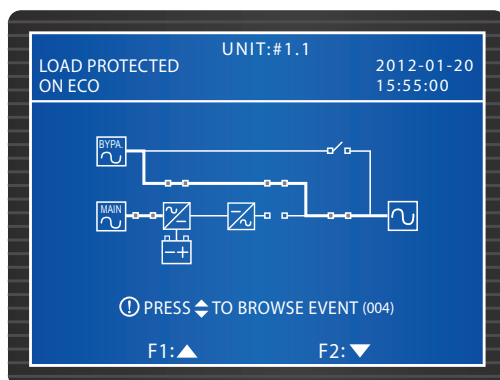 UNIT:#1.1
LOAD PROTECTED
ON ECO
2012-01-20
15:55:00
BYPA.
MAIN
PRESS TO BROWSE EVENT (004)
F1: F2: